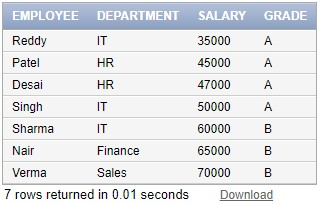 EMPLOYEE DEPARTMENT SALARY GRADE
Reddy IT 35000 A
Patel HR 45000 A
Desai HR 47000 A
Singh IT 50000 A
Sharma IT 60000 B
Nair Finance 65000 B
Verma Sales 70000 B
7 rows returned in 0.01 seconds Download